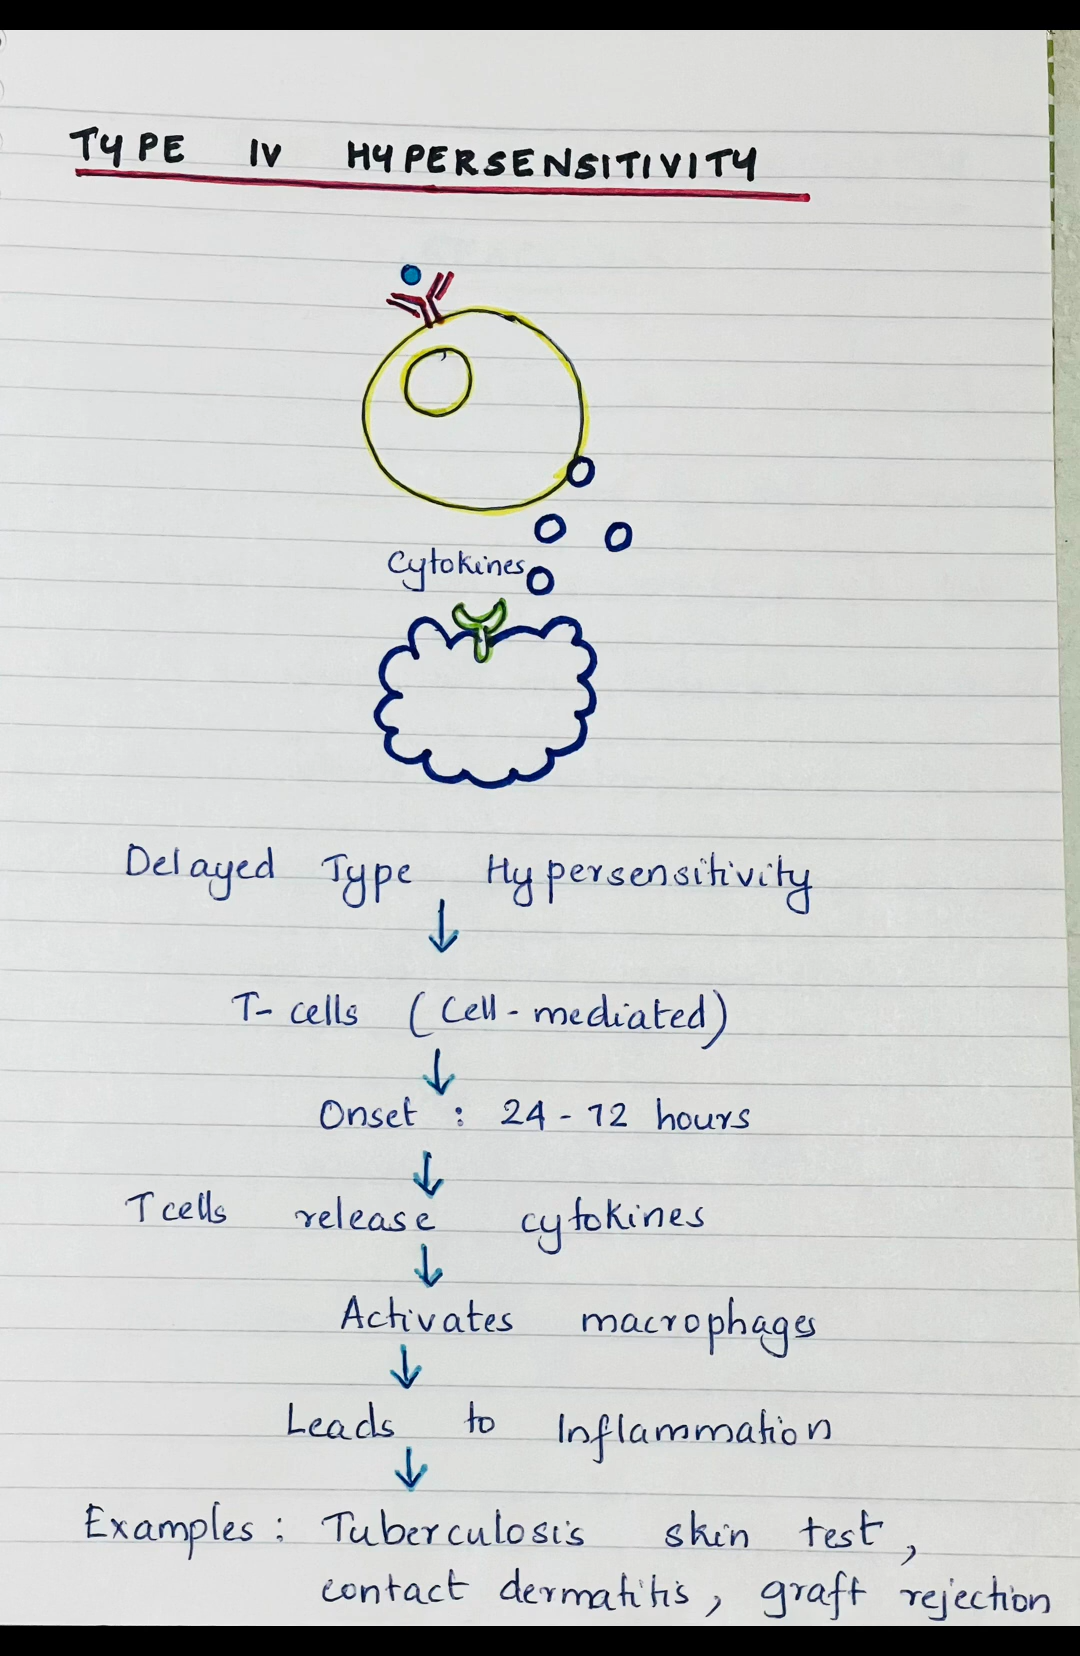 TYPE IV HYPERSENSITIVITY
Cytokines
Delayed Type Hypersensitivity
↓
T- cells (Cell - mediated)
↓
Onset : 24 - 72 hours
↓
T cells release cytokines
↓
Activates macrophages
↓
Leads to Inflammation
↓
Examples : Tuberculosis skin test,
contact dermatitis, graft rejection